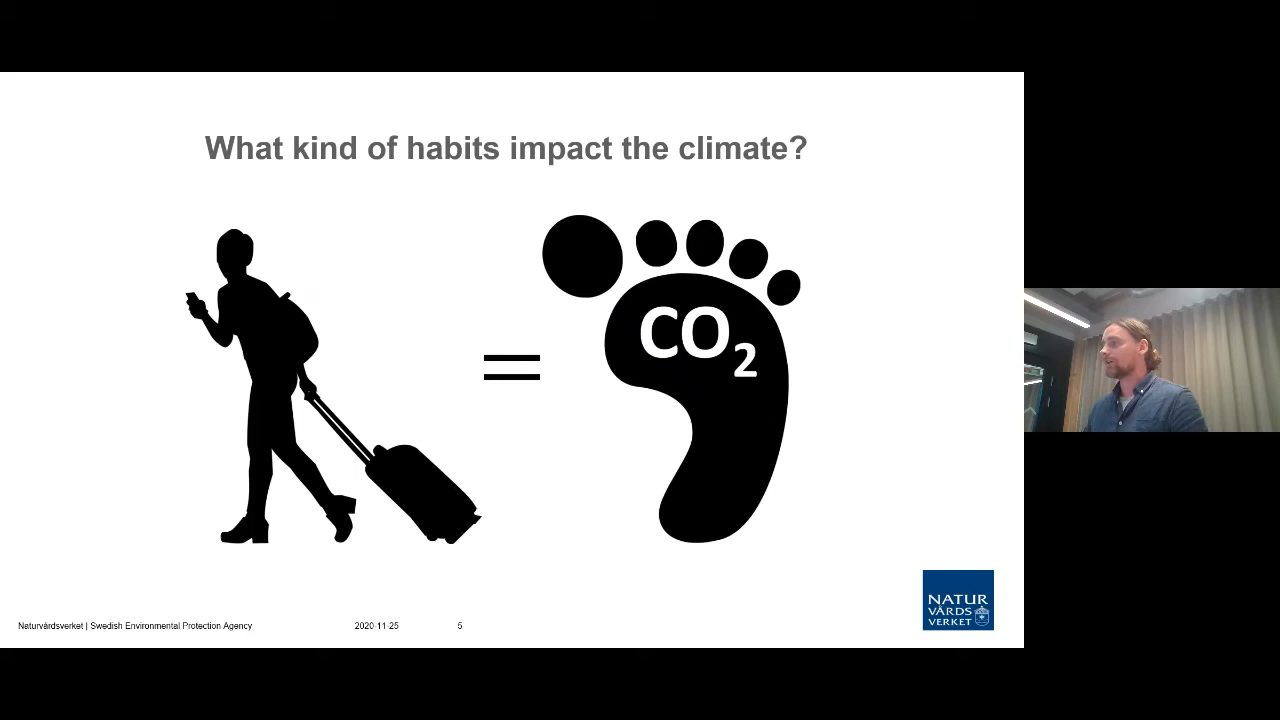 What kind of habits impact the climate?
=
CO2
NATUR
VÅRDS
VERKET
Naturvårdsverket | Swedish Environmental Protection Agency 2020-11-25 5